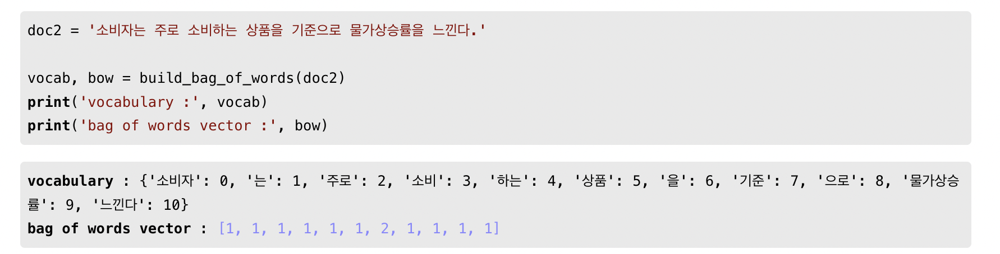 doc2 = '소비자는 주로 소비하는 상품을 기준으로 물가상승률을 느낀다.'
vocab, bow = build_bag_of_words(doc2)
print('vocabulary :', vocab)
print('bag of words vector :', bow)
vocabulary : {'소비자': 0, '는': 1, '주로': 2, '소비': 3, '하는': 4, '상품': 5, '을': 6, '기준': 7, '으로': 8, '물가상승
률': 9, '느낀다': 10}
bag of words vector : [1, 1, 1, 1, 1, 1, 2, 1, 1, 1, 1]